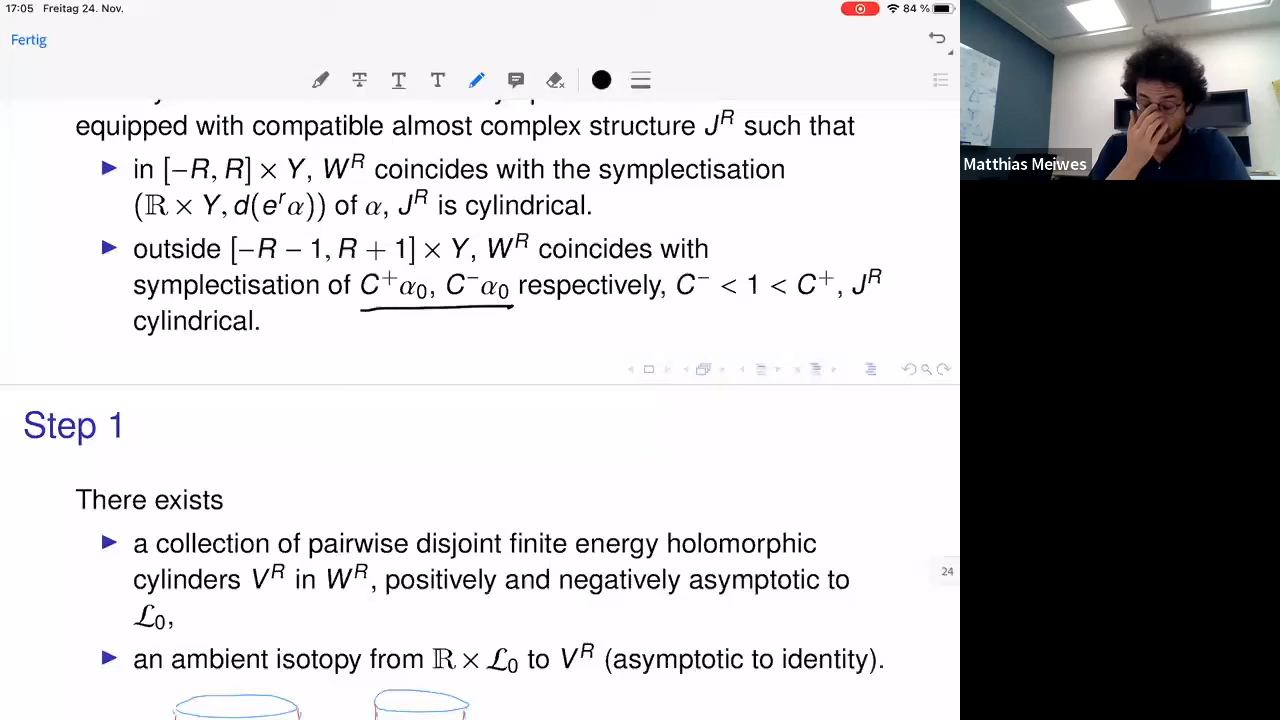 17:05 Freitag 24. Nov.
84 %
Fertig
equipped with compatible almost complex structure J^R such that
▶ in [−R, R] × Y, W^R coincides with the symplectisation
(ℝ × Y, d(e^r α)) of α, J^R is cylindrical.
▶ outside [−R − 1, R + 1] × Y, W^R coincides with
symplectisation of C^+α_0, C^−α_0 respectively, C^− < 1 < C^+, J^R
cylindrical.
Step 1
There exists
▶ a collection of pairwise disjoint finite energy holomorphic
cylinders V^R in W^R, positively and negatively asymptotic to
ℒ_0,
▶ an ambient isotopy from ℝ × ℒ_0 to V^R (asymptotic to identity).
24
Matthias Meiwes